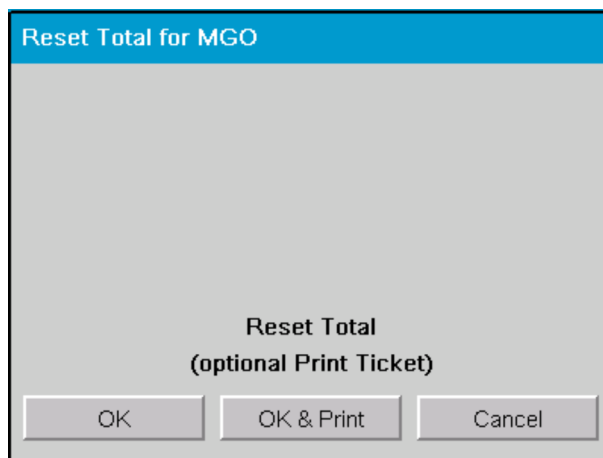 Reset Total for MGO
Reset Total
(optional Print Ticket)
OK
OK & Print
Cancel